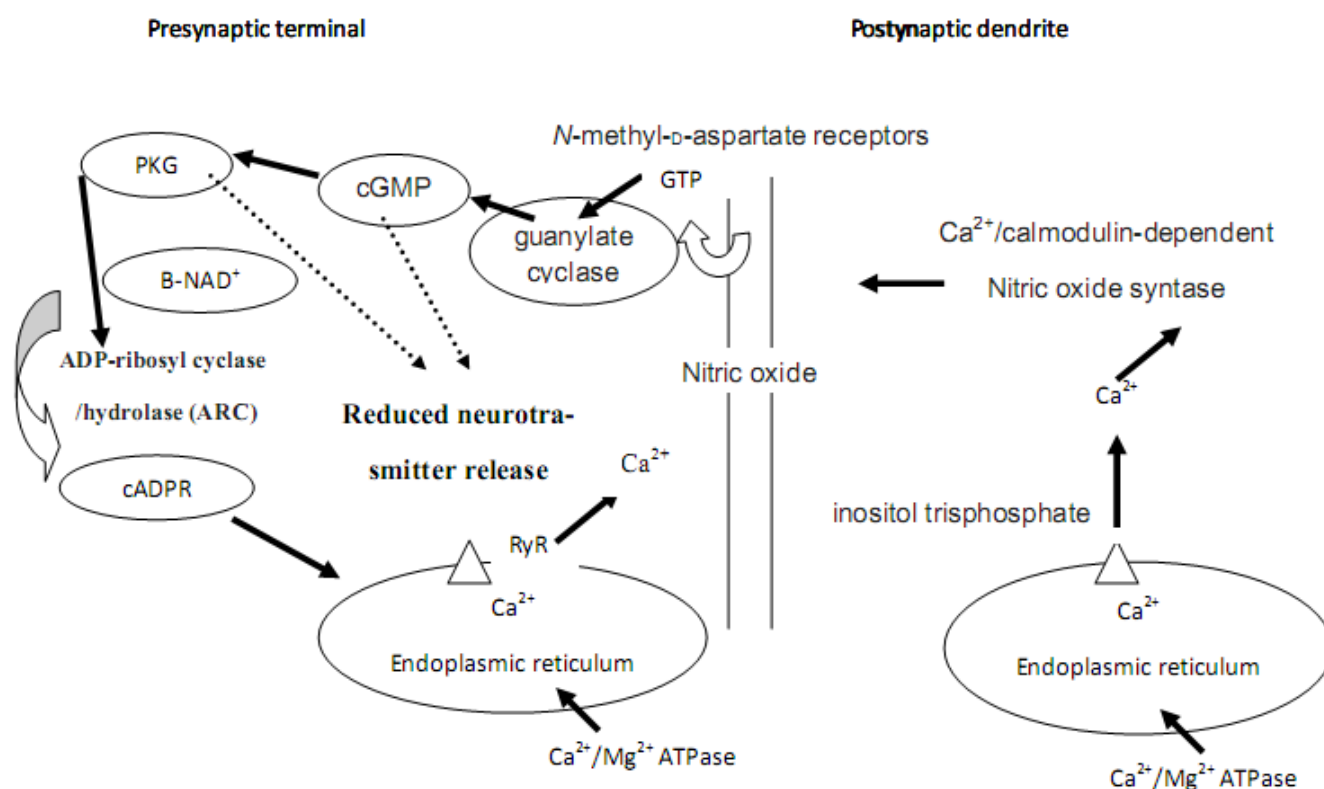 Presynaptic terminal
Postynaptic dendrite
N-methyl-D-aspartate receptors
PKG
cGMP
GTP
guanylate
cyclase
Ca²⁺/calmodulin-dependent
Nitric oxide syntase
B-NAD⁺
ADP-ribosyl cyclase
/hydrolase (ARC)
Nitric oxide
Ca²⁺
Reduced neurotra-
smitter release
Ca²⁺
cADPR
inositol trisphosphate
RyR
Ca²⁺
Endoplasmic reticulum
Ca²⁺
Endoplasmic reticulum
Ca²⁺/Mg²⁺ ATPase
Ca²⁺/Mg²⁺ ATPase